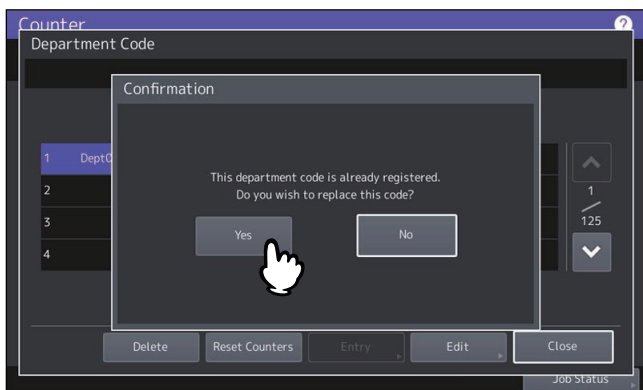 Counter
?
Department Code
Confirmation
1 Dept0
2
3
4
This department code is already registered.
Do you wish to replace this code?
Yes No
1
125
Delete Reset Counters Entry Edit Close
Job Status